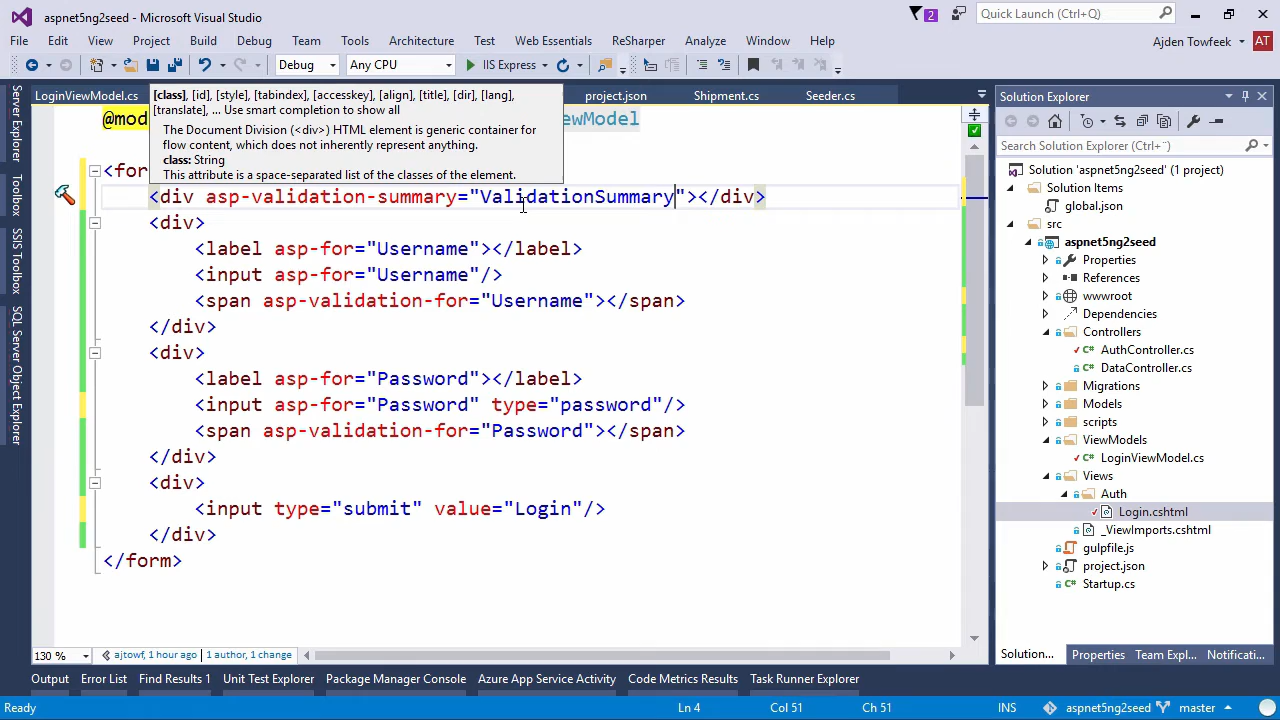 aspnet5ng2seed - Microsoft Visual Studio
2
Quick Launch (Ctrl+Q)
File Edit View Project Build Debug Team Tools Architecture Test Web Essentials ReSharper Analyze Window Help
Ajden Towfeek AT
Debug Any CPU IIS Express
LoginViewModel.cs project.json Shipment.cs Seeder.cs
[class], [id], [style], [tabindex], [accesskey], [align], [title], [dir], [lang],
[translate], ... Use smart completion to show all
The Document Division (<div>) HTML element is generic container for
flow content, which does not inherently represent anything.
class: String
This attribute is a space-separated list of the classes of the element.
@mod ewModel
<for
<div asp-validation-summary="ValidationSummary"></div>
<div>
<label asp-for="Username"></label>
<input asp-for="Username"/>
<span asp-validation-for="Username"></span>
</div>
<div>
<label asp-for="Password"></label>
<input asp-for="Password" type="password"/>
<span asp-validation-for="Password"></span>
</div>
<div>
<input type="submit" value="Login"/>
</div>
</form>
Server Explorer
Toolbox
SSIS Toolbox
SQL Server Object Explorer
Solution Explorer
Search Solution Explorer (Ctrl+)
Solution 'aspnet5ng2seed' (1 project)
Solution Items
global.json
src
aspnet5ng2seed
Properties
References
wwwroot
Dependencies
Controllers
AuthController.cs
DataController.cs
Migrations
Models
scripts
ViewModels
LoginViewModel.cs
Views
Auth
Login.cshtml
_ViewImports.cshtml
gulpfile.js
project.json
Startup.cs
130 % ajtowf, 1 hour ago | 1 author, 1 change
Solution... Properties Team Expl... Notificati...
Output Error List Find Results 1 Unit Test Explorer Package Manager Console Azure App Service Activity Code Metrics Results Task Runner Explorer
Ready Ln 4 Col 51 Ch 51 INS aspnet5ng2seed master